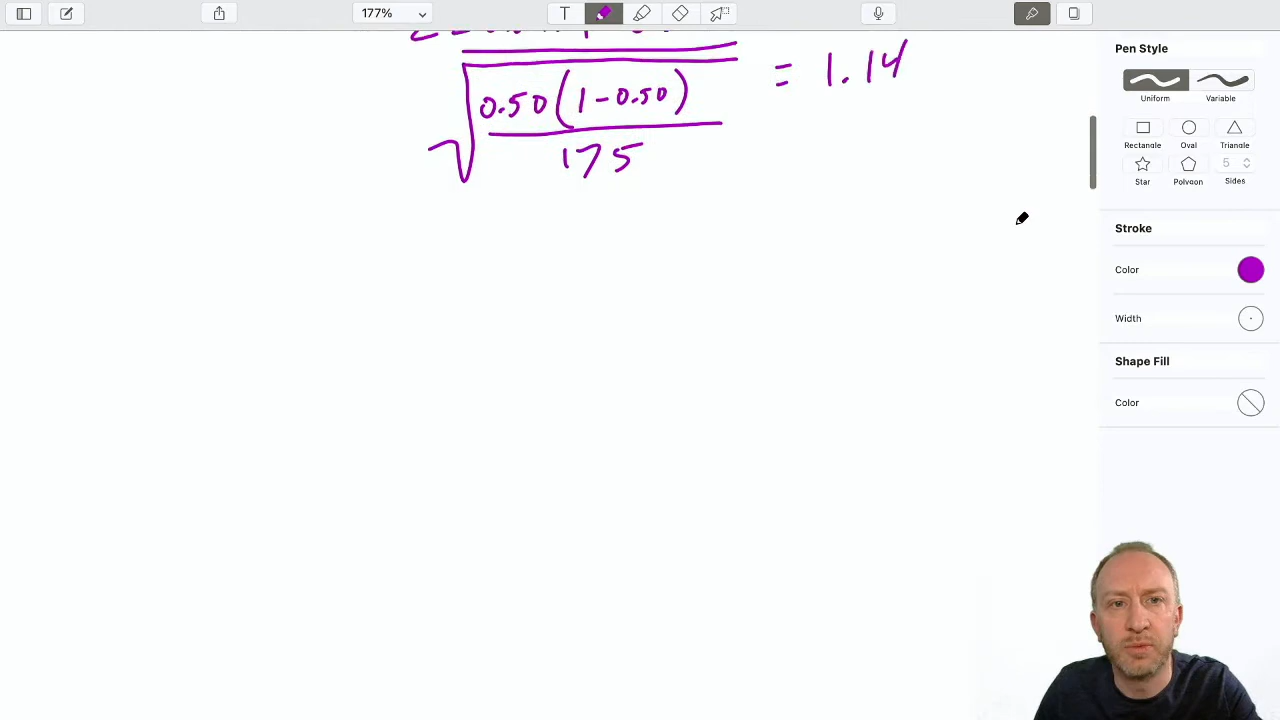 177%
T
Pen Style
Uniform
Variable
Rectangle
Oval
Triangle
Star
Polygon
5
Sides
Stroke
Color
Width
Shape Fill
Color
0.50(1-0.50)
175
= 1.14